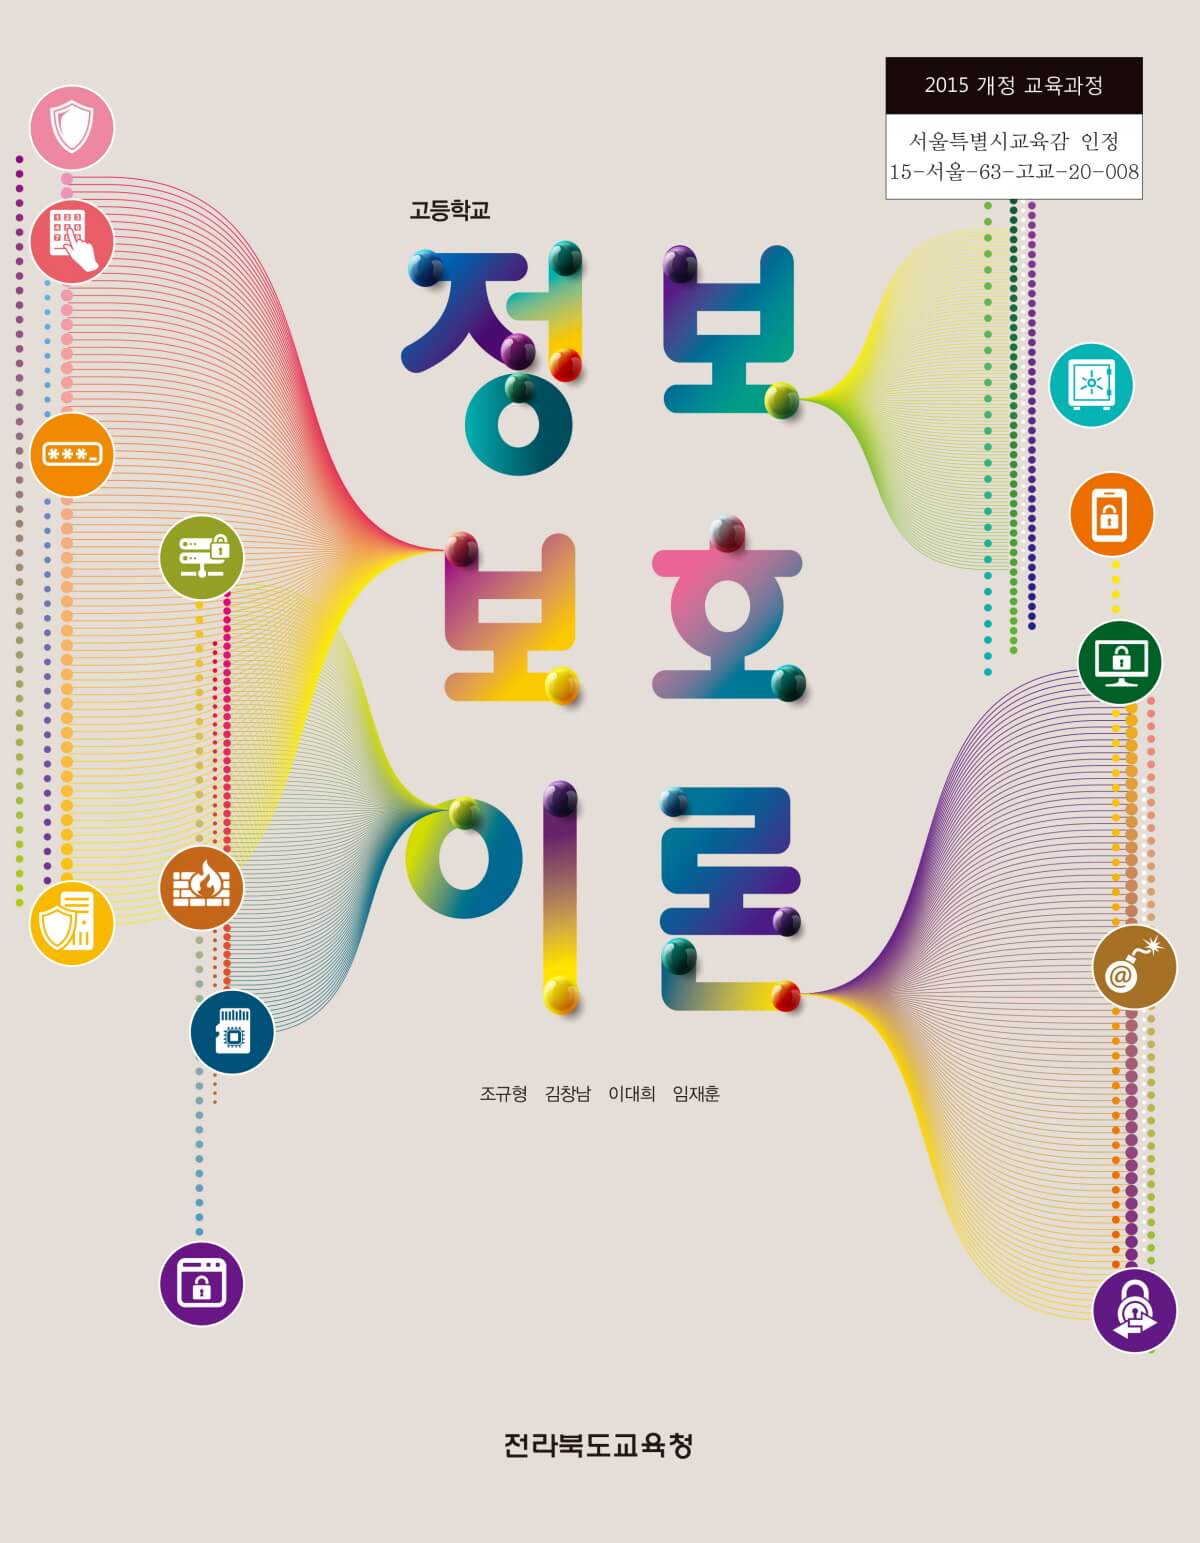 2015 개정 교육과정
서울특별시교육감 인정
15-서울-63-고교-20-008
고등학교
정보
보호
이론
조규형 김창남 이대희 임재훈
전라북도교육청